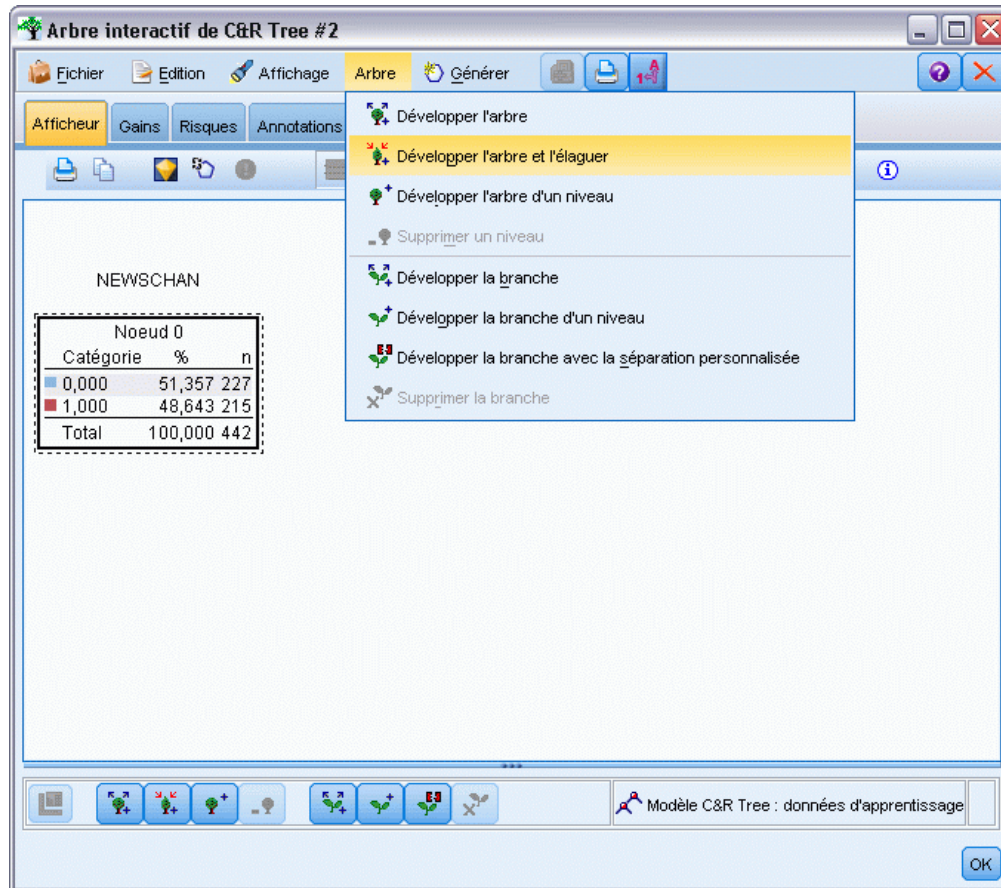 Arbre interactif de C&R Tree #2
Fichier Edition Affichage Arbre Générer
Afficheur Gains Risques Annotations
Développer l'arbre
Développer l'arbre et l'élaguer
Développer l'arbre d'un niveau
Supprimer un niveau
Développer la branche
Développer la branche d'un niveau
Développer la branche avec la séparation personnalisée
Supprimer la branche
NEWSCHAN
Noeud 0
Catégorie % n
0,000 51,357 227
1,000 48,643 215
Total 100,000 442
Modèle C&R Tree : données d'apprentissage
OK